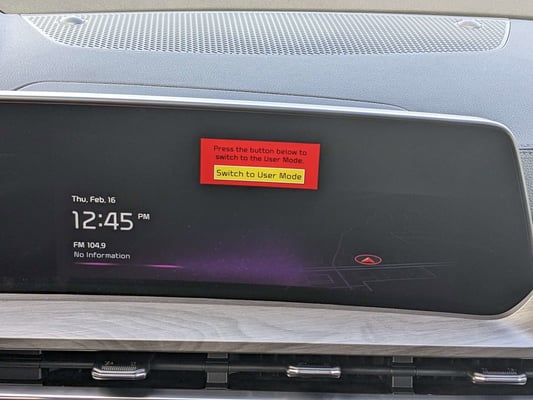 Press the button below to
switch to the User Mode.
Switch to User Mode
Thu, Feb. 16
12:45 PM
FM 104.9
No Information